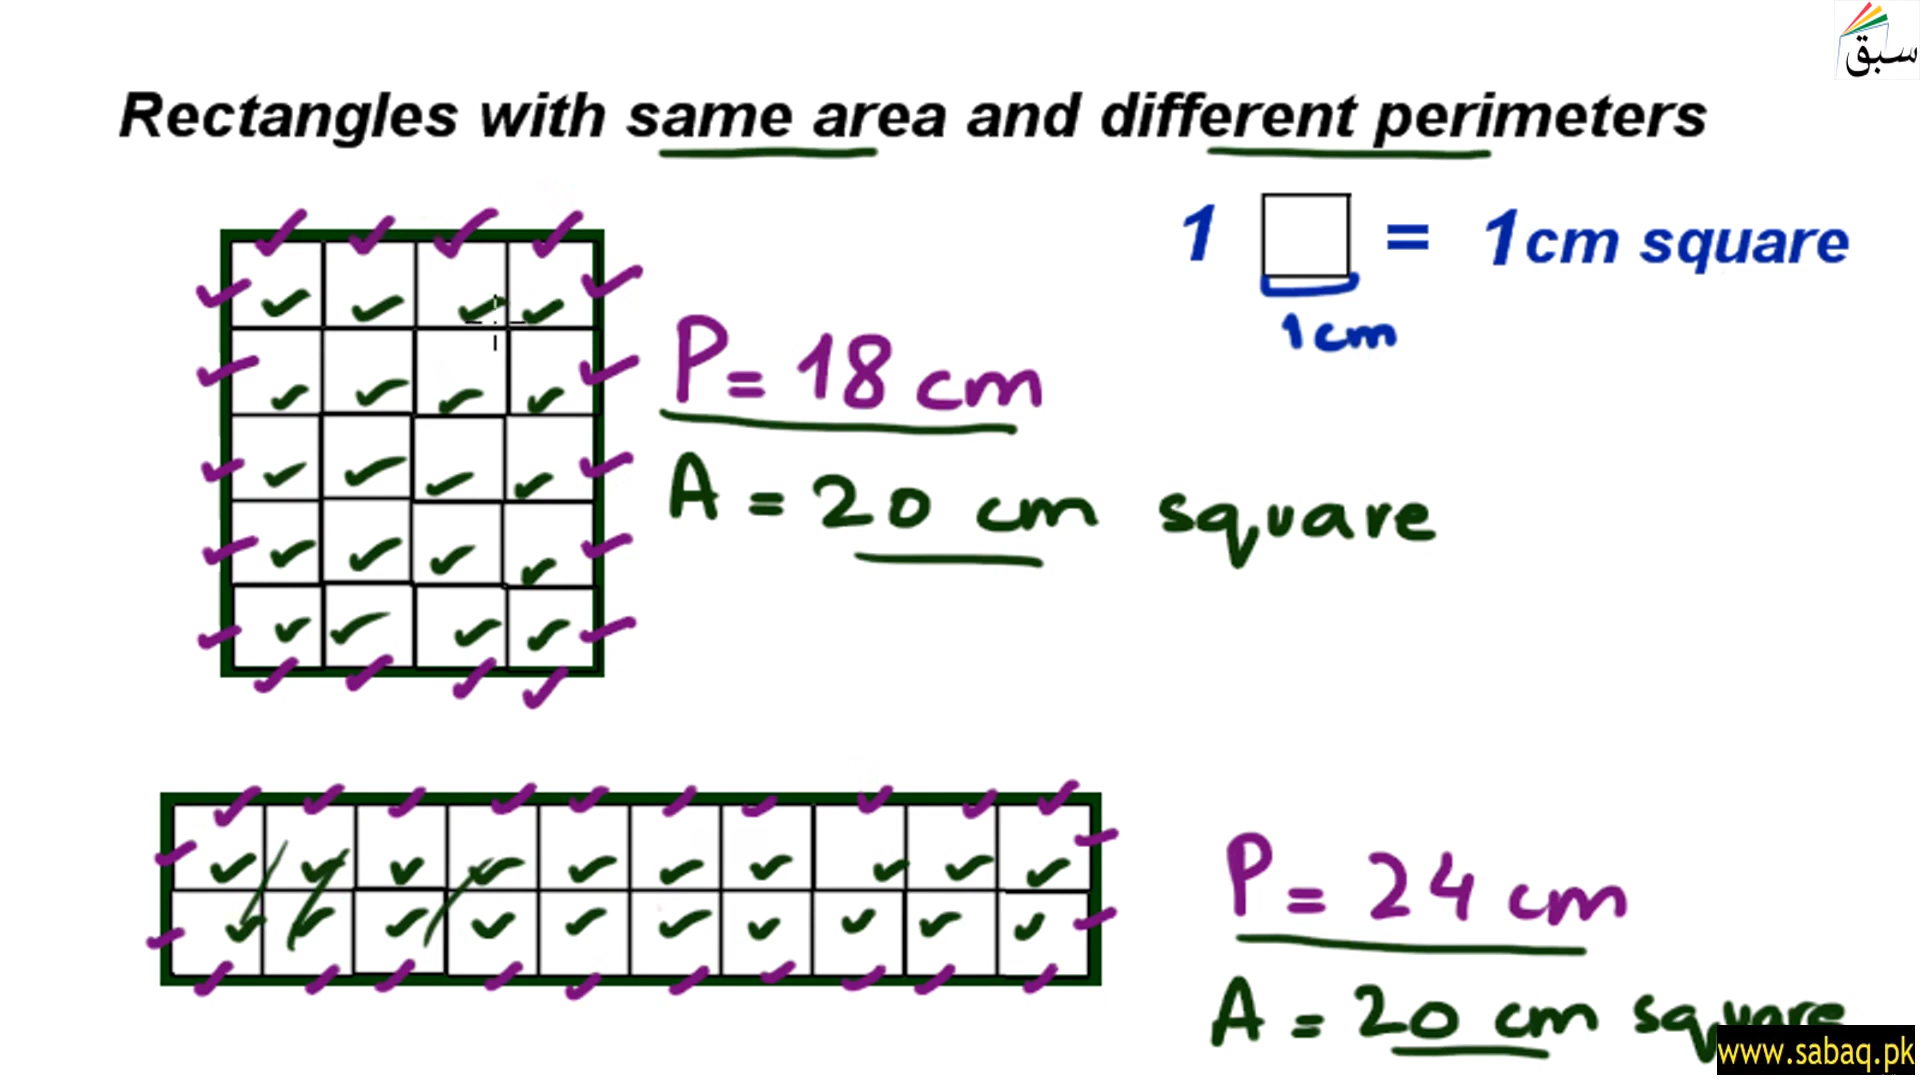 سبق
Rectangles with same area and different perimeters
1 = 1cm square
1cm
P= 18 cm
A = 20 cm square
P= 24 cm
A = 20 cm square
www.sabaq.pk